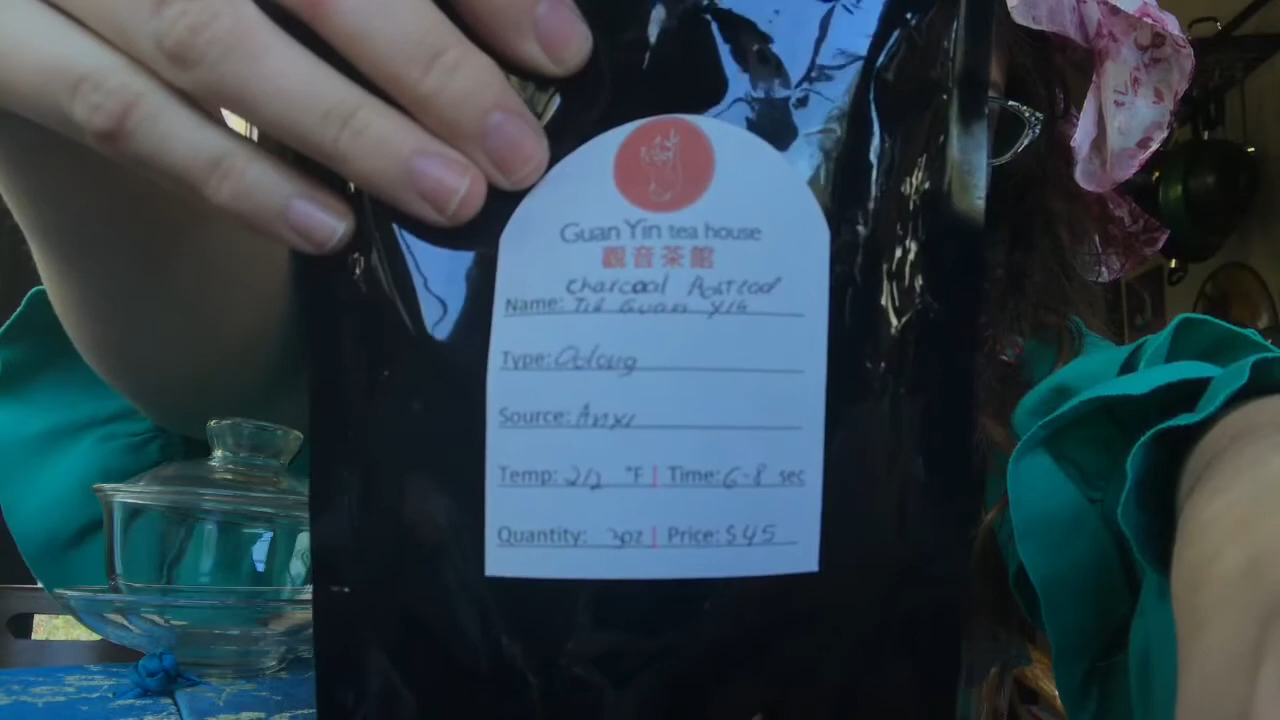 Guan Yin tea house
觀音茶館
Charcoal Roasted
Name: Tie Guan Yin
Type: Oolong
Source: Anxi
Temp: 212 °F | Time: 6-8 sec
Quantity: 3oz | Price: $45